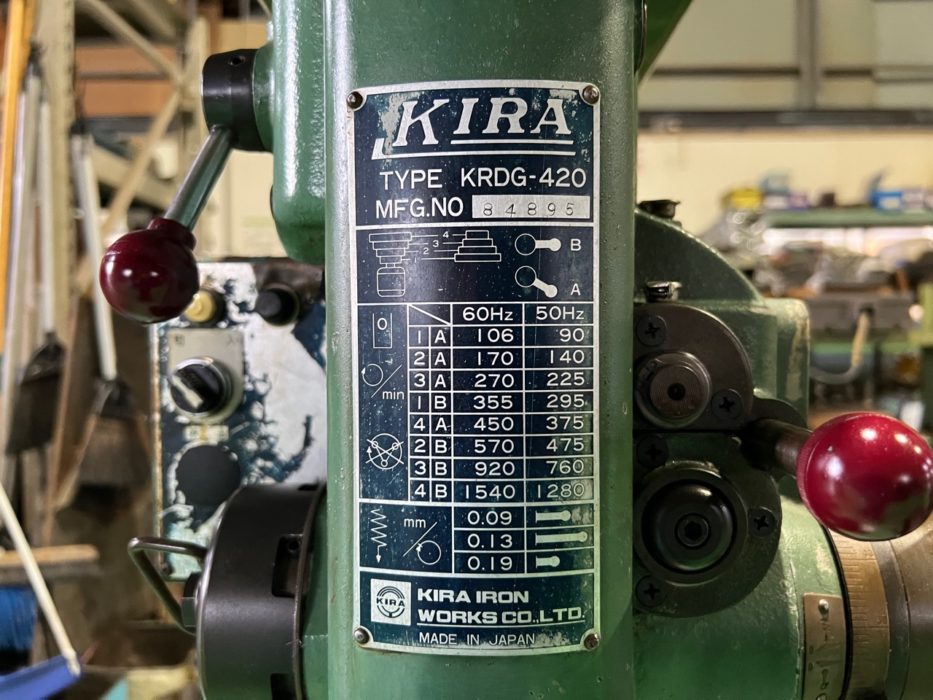 KIRA
TYPE KRDG-420
MFG.NO 84895
4
3
2
1
B
A
60Hz 50Hz
1 A 106 90
2 A 170 140
3 A 270 225
1 B 355 295
4 A 450 375
2 B 570 475
3 B 920 760
4 B 1540 1280
/min
mm
0.09
0.13
0.19
KIRA
KIRA IRON
WORKS CO.,LTD.
MADE IN JAPAN